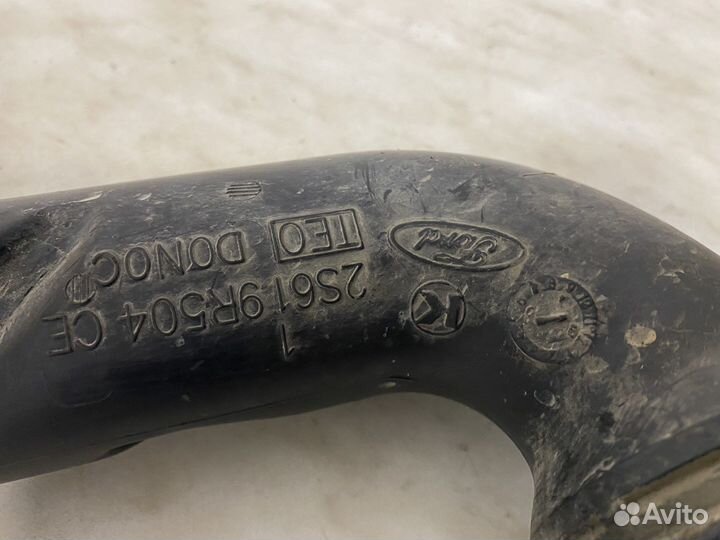 Ford
K
1
2S61 9R504 CE
TEO DONOC
Avito